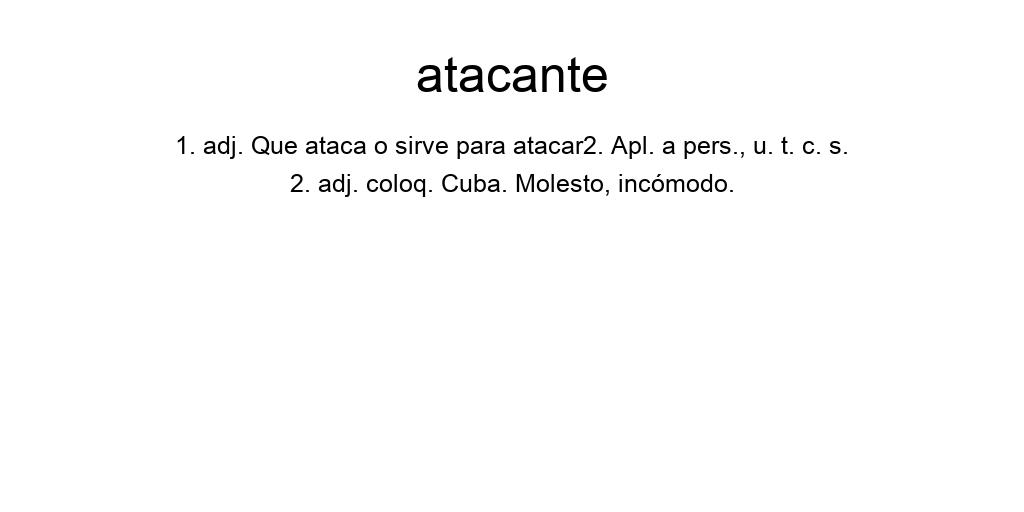 atacante
1. adj. Que ataca o sirve para atacar2. Apl. a pers., u. t. c. s.
2. adj. coloq. Cuba. Molesto, incómodo.